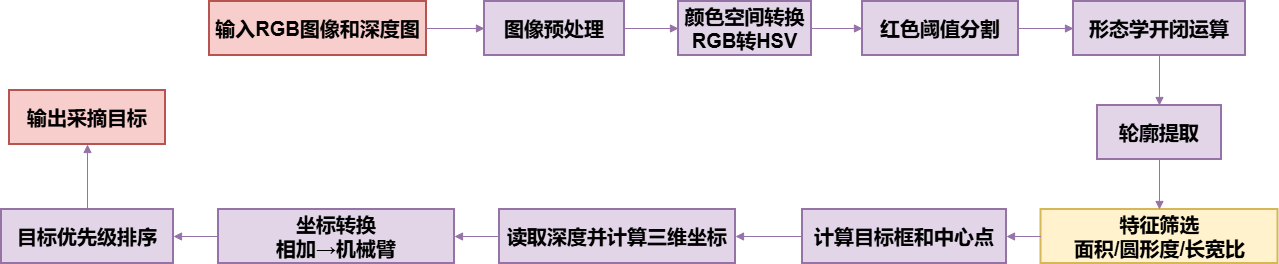 输入RGB图像和深度图
图像预处理
颜色空间转换
RGB转HSV
红色阈值分割
形态学开闭运算
轮廓提取
特征筛选
面积/圆形度/长宽比
计算目标框和中心点
读取深度并计算三维坐标
坐标转换
相加→机械臂
目标优先级排序
输出采摘目标